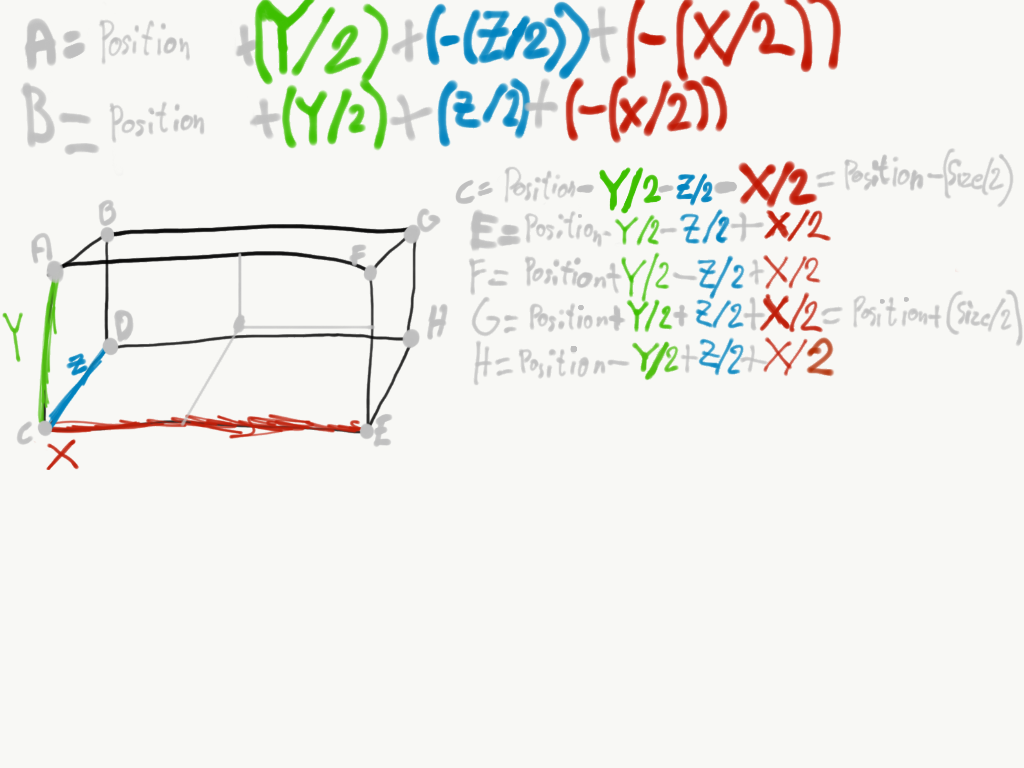 A = Position + (Y/2) + (-(Z/2)) + (-(X/2))
B = Position + (Y/2) + (Z/2) + (-(X/2))
C = Position - Y/2 - Z/2 - X/2 = Position - (Size/2)
E = Position - Y/2 - Z/2 + X/2
F = Position + Y/2 - Z/2 + X/2
G = Position + Y/2 + Z/2 + X/2 = Position + (Size/2)
H = Position - Y/2 + Z/2 + X/2
B
G
A
F
Y
D
H
Z
C
E
X